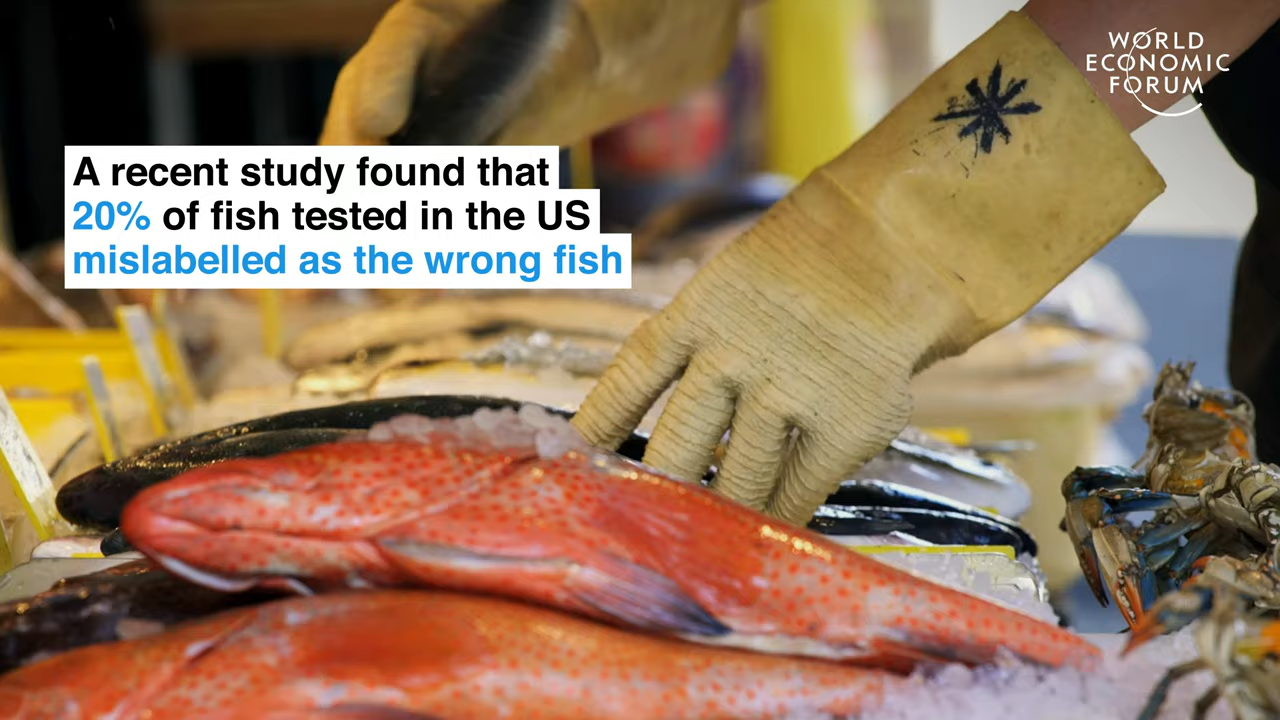 WORLD
ECONOMIC
FORUM
A recent study found that
20% of fish tested in the US
mislabelled as the wrong fish